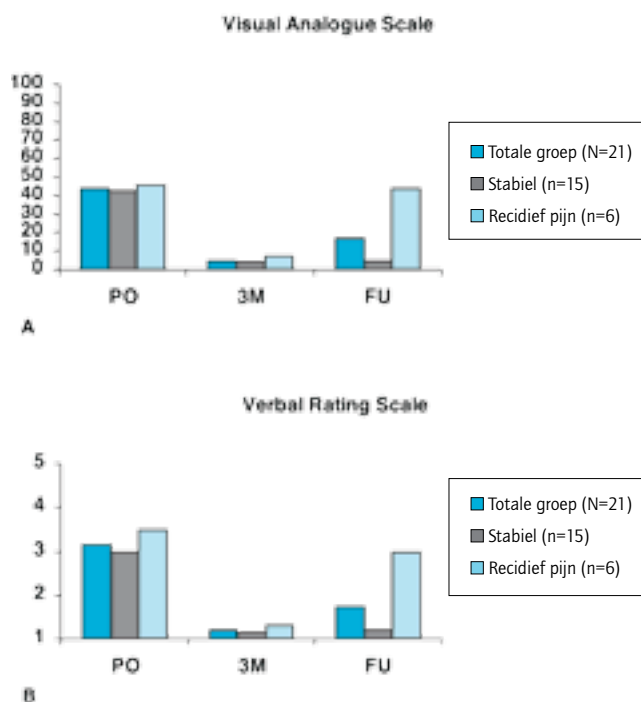 Visual Analogue Scale
100
90
80
70
60
50
40
30
20
10
0
PO 3M FU
Totale groep (N=21)
Stabiel (n=15)
Recidief pijn (n=6)
A
Verbal Rating Scale
5
4
3
2
1
PO 3M FU
Totale groep (N=21)
Stabiel (n=15)
Recidief pijn (n=6)
B